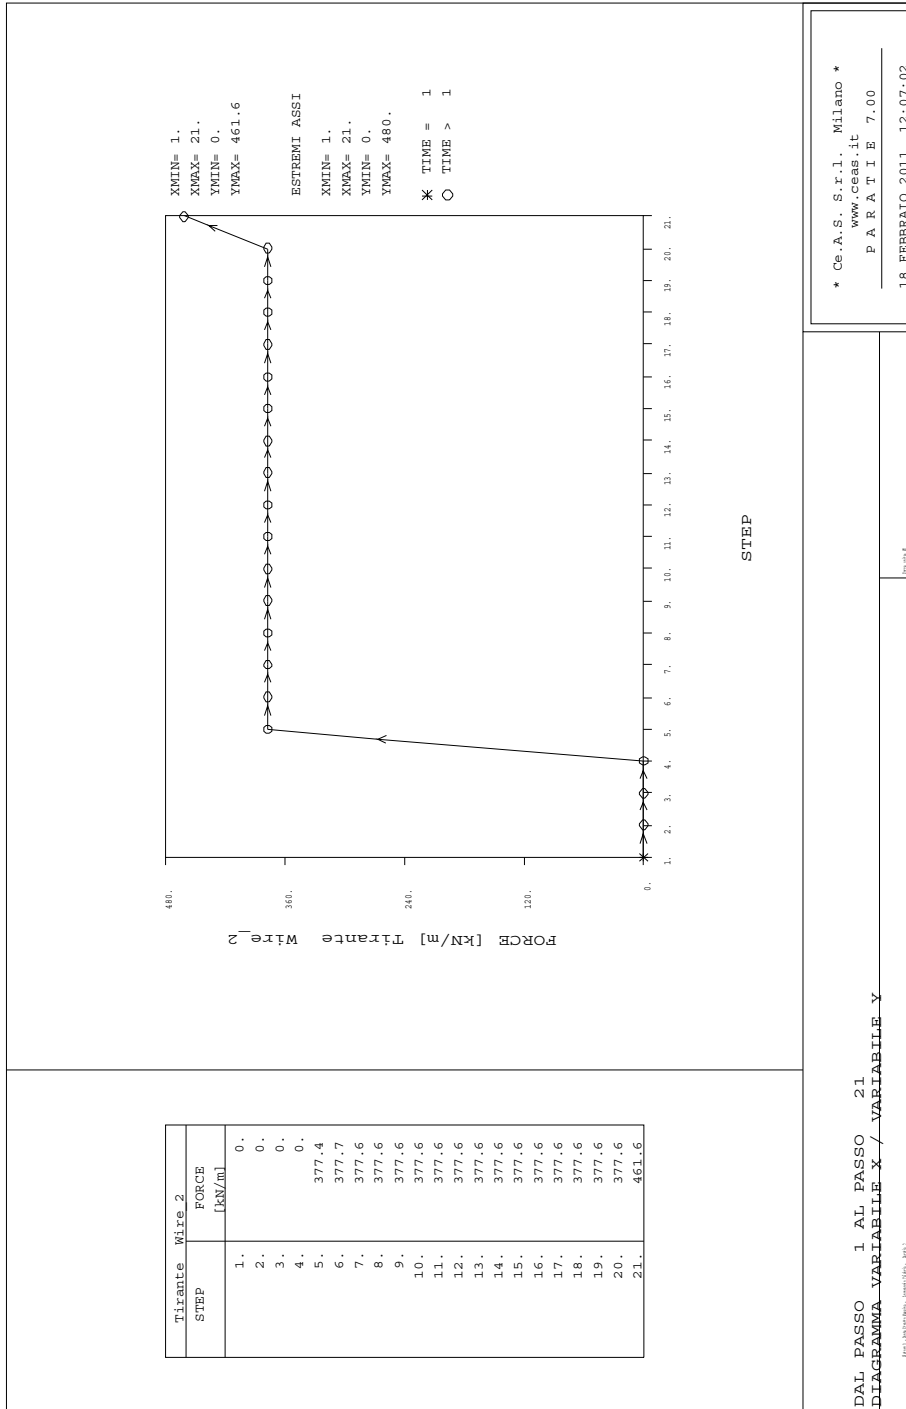 Tirante Wire_2
STEP FORCE
[kN/m]
1. 0.
2. 0.
3. 0.
4. 0.
5. 377.4
6. 377.7
7. 377.6
8. 377.6
9. 377.6
10. 377.6
11. 377.6
12. 377.6
13. 377.6
14. 377.6
15. 377.6
16. 377.6
17. 377.6
18. 377.6
19. 377.6
20. 377.6
21. 461.6
FORCE [kN/m] Tirante Wire_2
480.
360.
240.
120.
0.
1. 2. 3. 4. 5. 6. 7. 8. 9. 10. 11. 12. 13. 14. 15. 16. 17. 18. 19. 20. 21.
STEP
XMIN= 1.
XMAX= 21.
YMIN= 0.
YMAX= 461.6
ESTREMI ASSI
XMIN= 1.
XMAX= 21.
YMIN= 0.
YMAX= 480.
TIME = 1
TIME > 1
DAL PASSO 1 AL PASSO 21
DIAGRAMMA VARIABILE X / VARIABILE Y
* Ce.A.S. S.r.l. Milano *
www.ceas.it
P A R A T I E 7.00
18 FEBBRAIO 2011 12:07:02